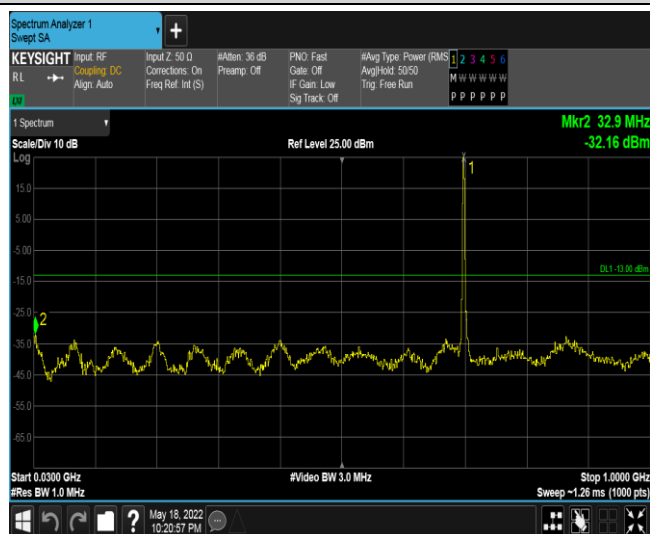 Spectrum Analyzer 1
Swept SA
+
KEYSIGHT Input: RF Input Z: 50 Ω #Atten: 36 dB PNO: Fast #Avg Type: Power (RMS 1 2 3 4 5 6
RL Coupling: DC Corrections: On Preamp: Off Gate: Off Avg|Hold: 50/50 M W W W W W
Align: Auto Freq Ref: Int (S) IF Gain: Low Trig: Free Run
Sig Track: Off P P P P P P
LXI
1 Spectrum Mkr2 32.9 MHz
Scale/Div 10 dB Ref Level 25.00 dBm -32.16 dBm
Log
1
15.0
5.00
-5.00
DL1 -13.00 dBm
-15.0
-25.0
2
-35.0
-45.0
-55.0
-65.0
Start 0.0300 GHz #Video BW 3.0 MHz Stop 1.0000 GHz
#Res BW 1.0 MHz Sweep ~1.26 ms (1000 pts)
? May 18, 2022
10:20:57 PM